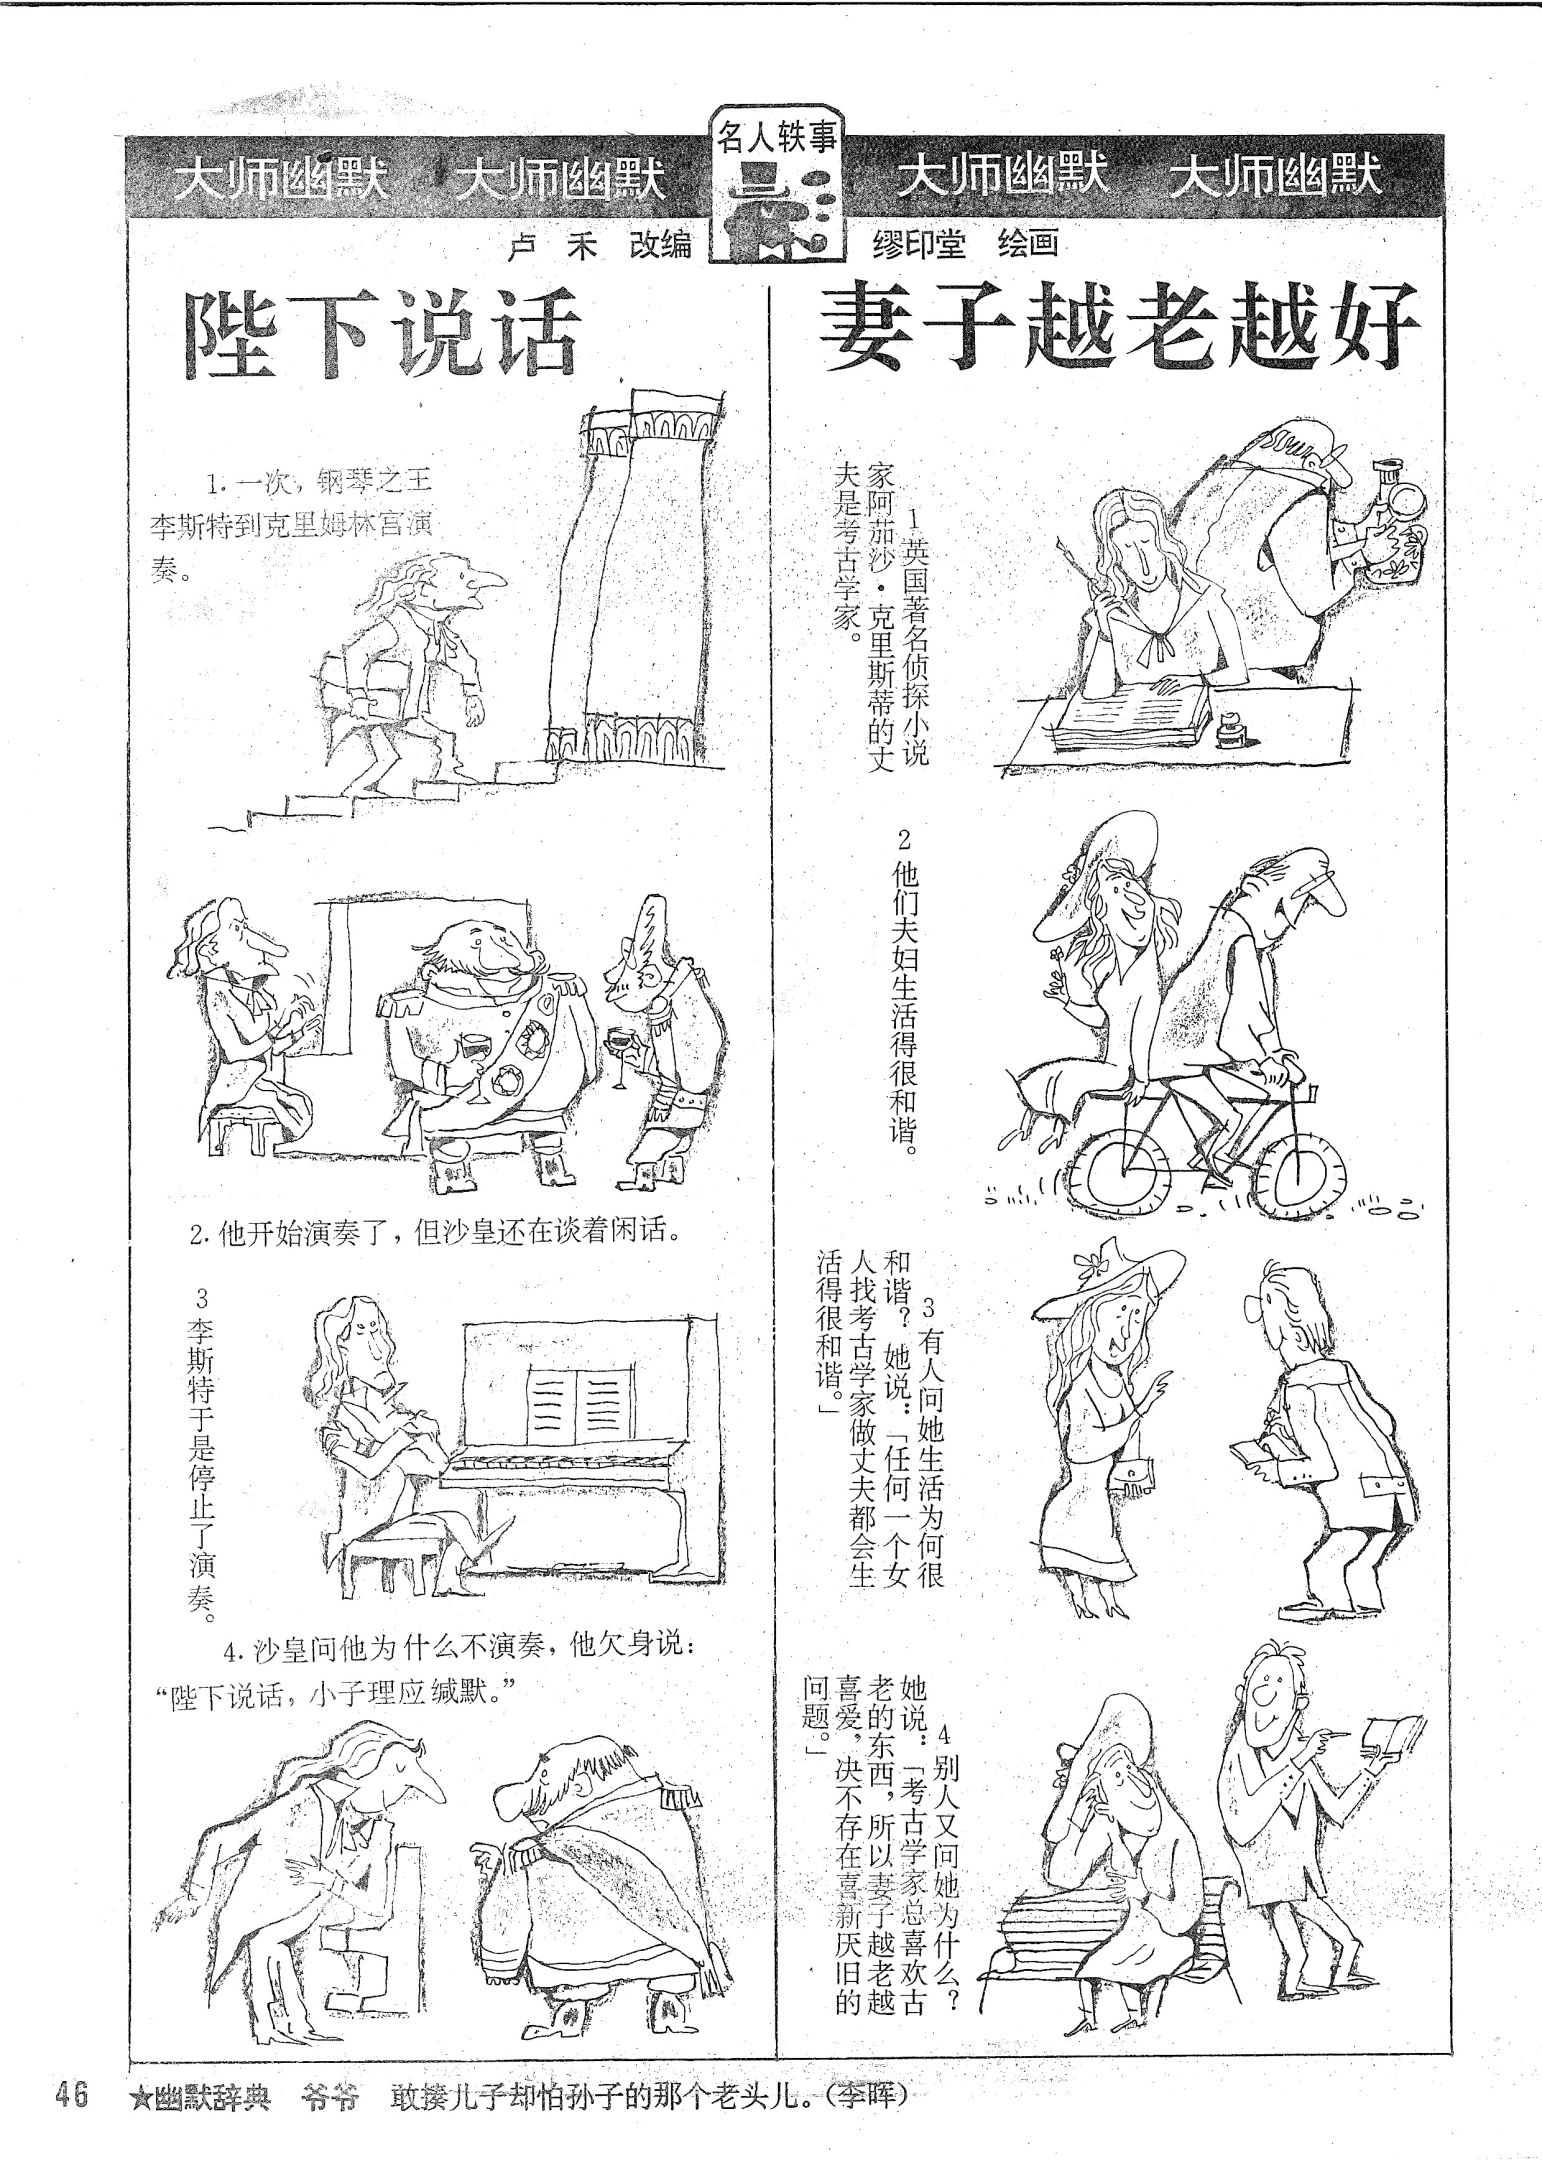 名人轶事
大师幽默 大师幽默 大师幽默 大师幽默
卢 禾 改编 缪印堂 绘画
陛下说话
1. 一次，钢琴之王
李斯特到克里姆林宫演
奏。
2. 他开始演奏了，但沙皇还在谈着闲话。
3 李斯特于是停止了演奏。
4. 沙皇问他为什么不演奏，他欠身说：
“陛下说话，小子理应缄默。”
妻子越老越好
1 英国著名侦探小说
家阿茄沙·克里斯蒂的丈
夫是考古学家。
2 他们夫妇生活得很和谐。
3 有人问她生活为何很
和谐？她说：「任何一个女
人找考古学家做丈夫都会生
活得很和谐。」
4 别人又问她为什么？
她说：「考古学家总喜欢古
老的东西，所以妻子越老越
喜爱，决不存在喜新厌旧的
问题。」
46 ★幽默辞典 爷爷 敢揍儿子却怕孙子的那个老头儿。（李晖）